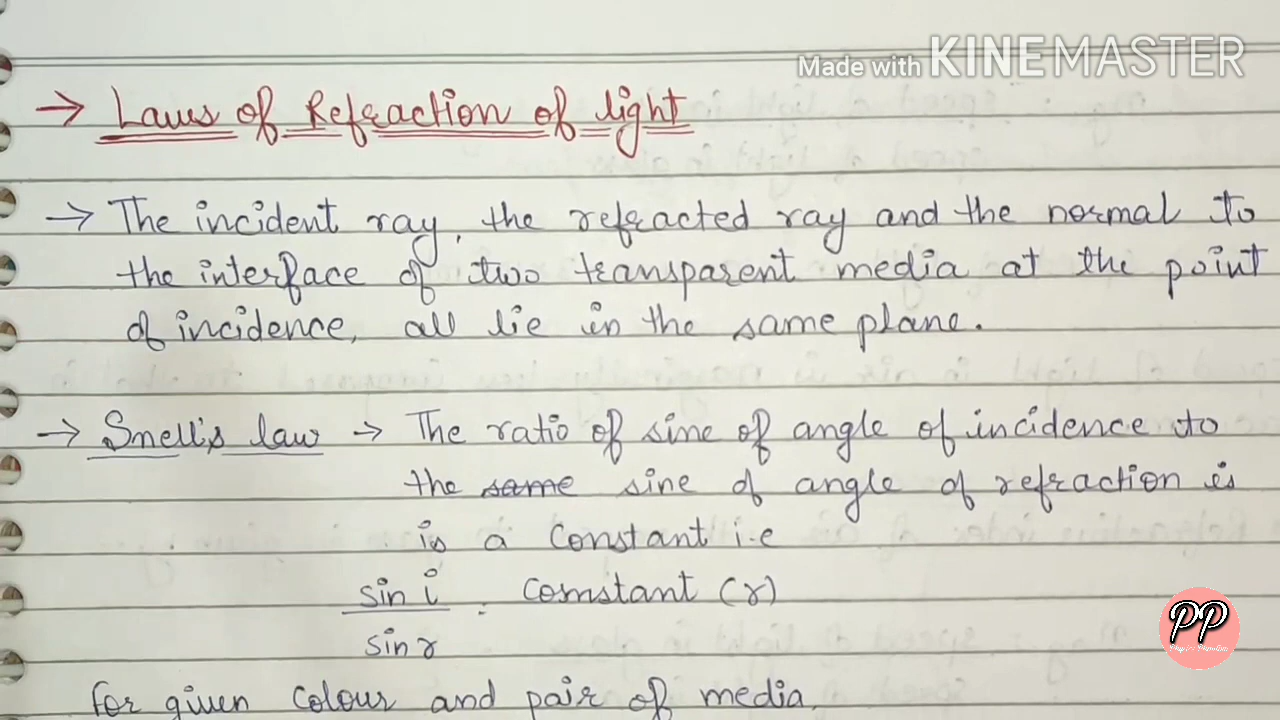 Made with KINEMASTER
→ Laws of Refraction of light
→ The incident ray, the refracted ray and the normal to
the interface of two transparent media at the point
of incidence, all lie in the same plane.
→ Snell's law → The ratio of sine of angle of incidence to
the same sine of angle of refraction is
is a constant i.e
sin i
= Constant (r)
sin r
for given colour and pair of media.
PP